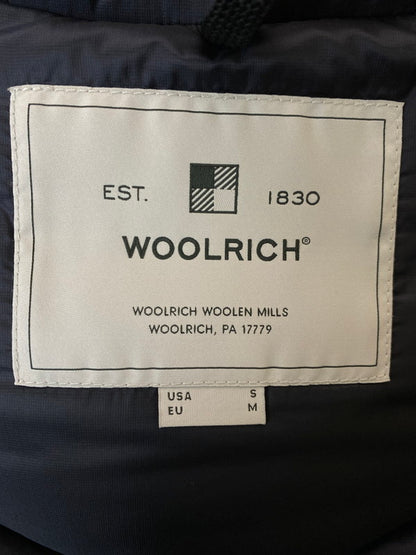 EST. 1830
WOOLRICH®
WOOLRICH WOOLEN MILLS
WOOLRICH, PA 17779
USA S
EU M